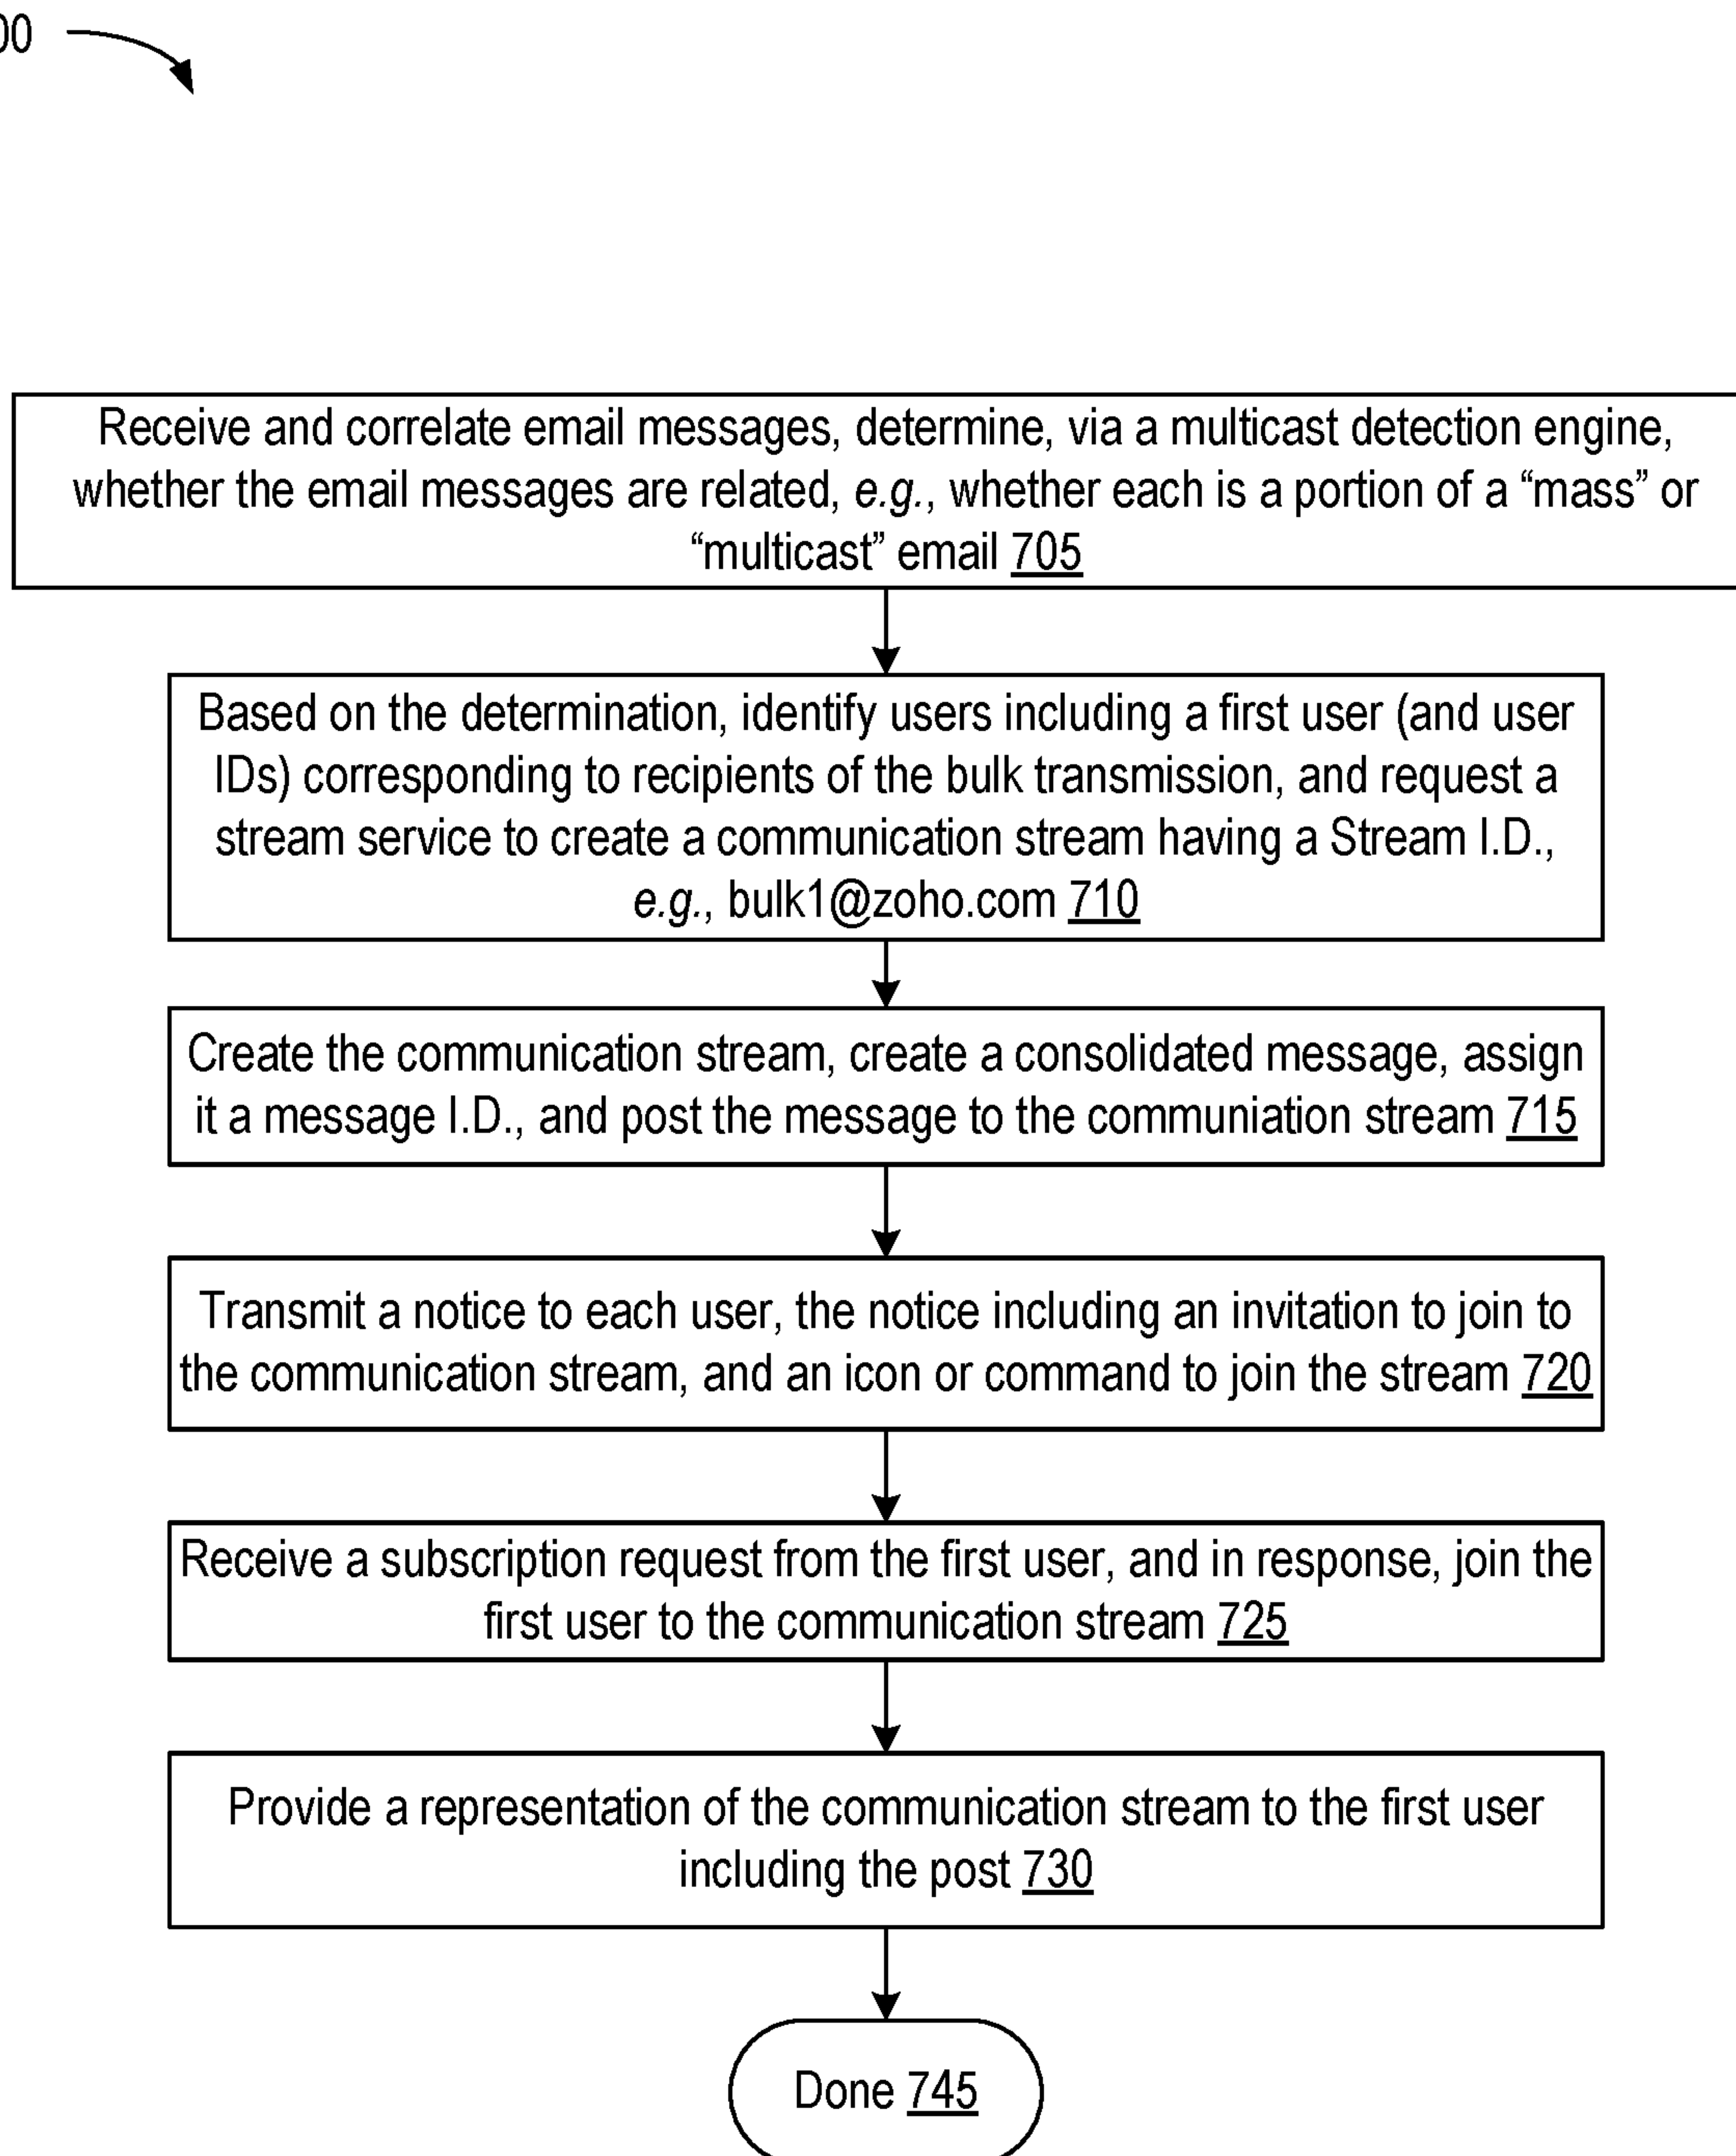 00
Receive and correlate email messages, determine, via a multicast detection engine,
whether the email messages are related, e.g., whether each is a portion of a “mass” or
“multicast” email 705
Based on the determination, identify users including a first user (and user
IDs) corresponding to recipients of the bulk transmission, and request a
stream service to create a communication stream having a Stream I.D.,
e.g., bulk1@zoho.com 710
Create the communication stream, create a consolidated message, assign
it a message I.D., and post the message to the communiation stream 715
Transmit a notice to each user, the notice including an invitation to join to
the communication stream, and an icon or command to join the stream 720
Receive a subscription request from the first user, and in response, join the
first user to the communication stream 725
Provide a representation of the communication stream to the first user
including the post 730
Done 745